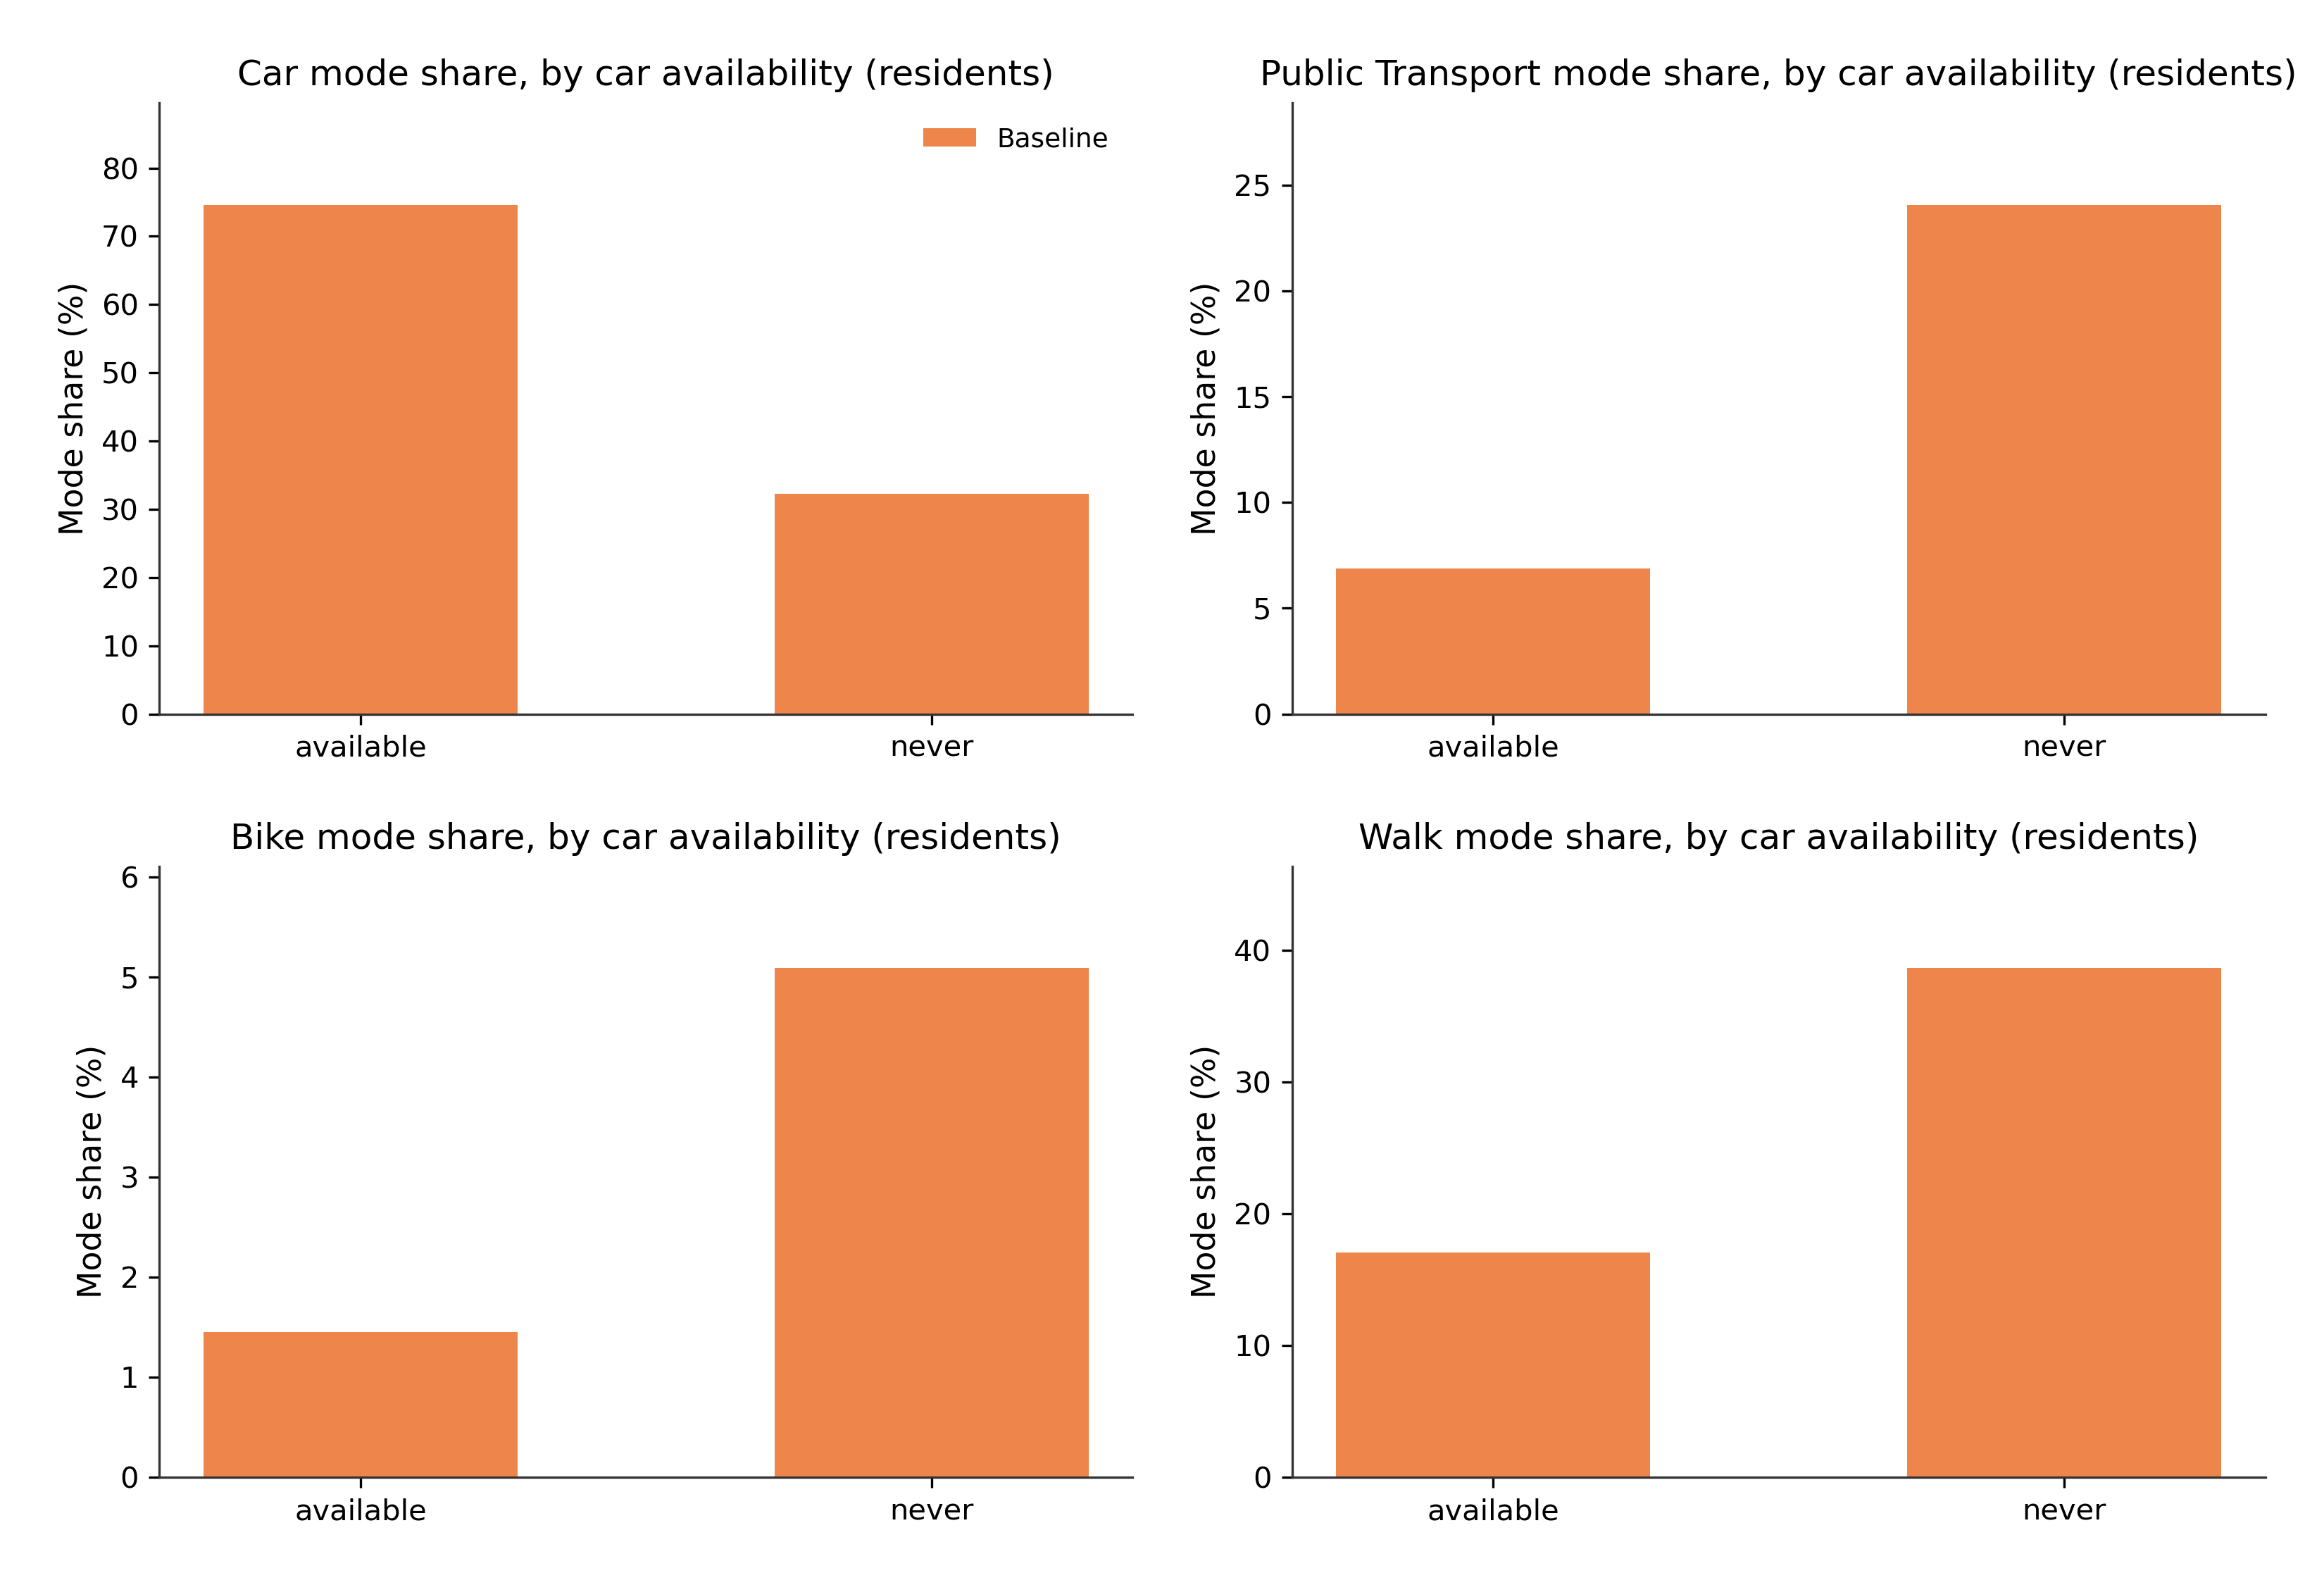 Car mode share, by car availability (residents)
Baseline
Mode share (%)
80
70
60
50
40
30
20
10
0
available never
Public Transport mode share, by car availability (residents)
Mode share (%)
25
20
15
10
5
0
available never
Bike mode share, by car availability (residents)
Mode share (%)
6
5
4
3
2
1
0
available never
Walk mode share, by car availability (residents)
Mode share (%)
40
30
20
10
0
available never